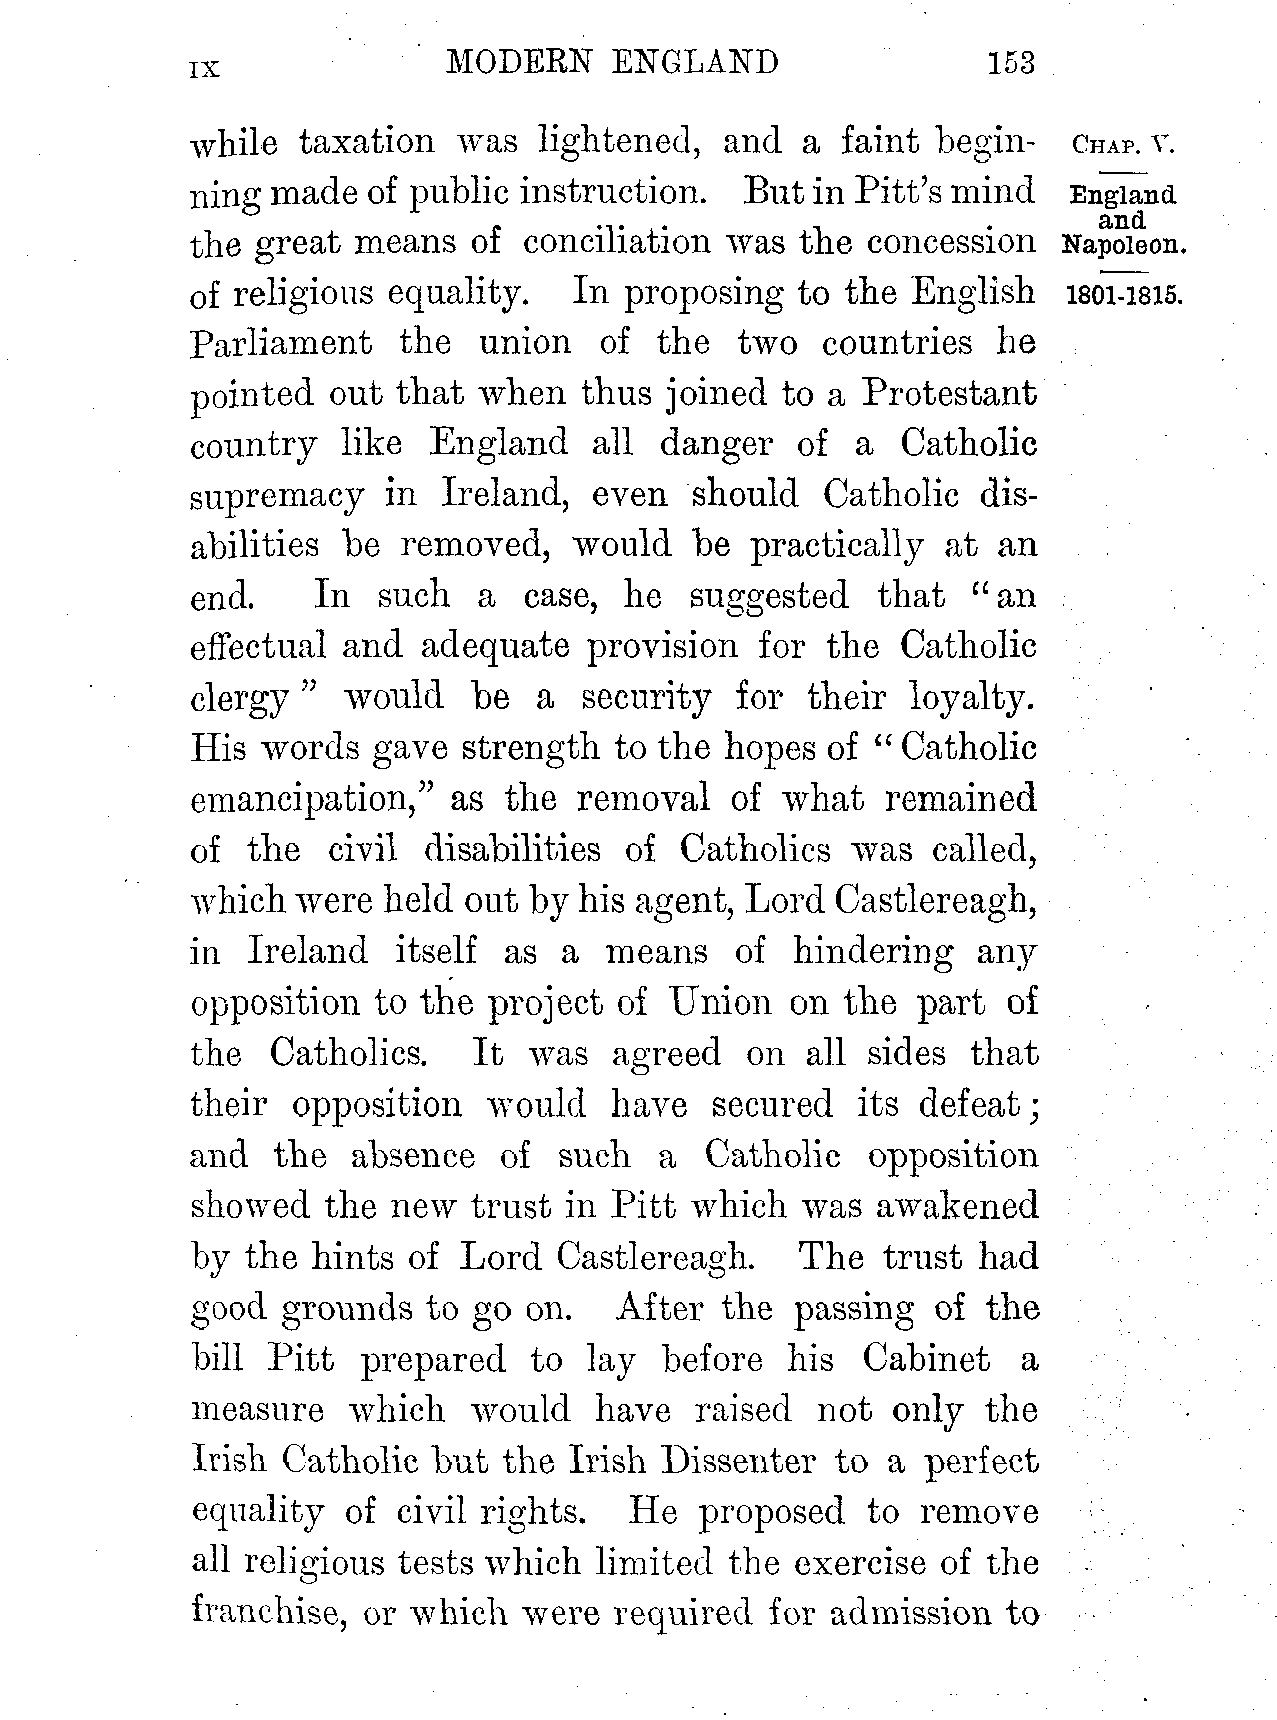 IX MODERN ENGLAND 153
while taxation was lightened, and a faint begin-
ning made of public instruction. But in Pitt's mind
the great means of conciliation was the concession
of religious equality. In proposing to the English
Parliament the union of the two countries he
pointed out that when thus joined to a Protestant
country like England all danger of a Catholic
supremacy in Ireland, even should Catholic dis-
abilities be removed, would be practically at an
end. In such a case, he suggested that “an
effectual and adequate provision for the Catholic
clergy” would be a security for their loyalty.
His words gave strength to the hopes of “Catholic
emancipation,” as the removal of what remained
of the civil disabilities of Catholics was called,
which were held out by his agent, Lord Castlereagh,
in Ireland itself as a means of hindering any
opposition to the project of Union on the part of
the Catholics. It was agreed on all sides that
their opposition would have secured its defeat;
and the absence of such a Catholic opposition
showed the new trust in Pitt which was awakened
by the hints of Lord Castlereagh. The trust had
good grounds to go on. After the passing of the
bill Pitt prepared to lay before his Cabinet a
measure which would have raised not only the
Irish Catholic but the Irish Dissenter to a perfect
equality of civil rights. He proposed to remove
all religious tests which limited the exercise of the
franchise, or which were required for admission to
CHAP. V.
England
and
Napoleon.
1801-1815.